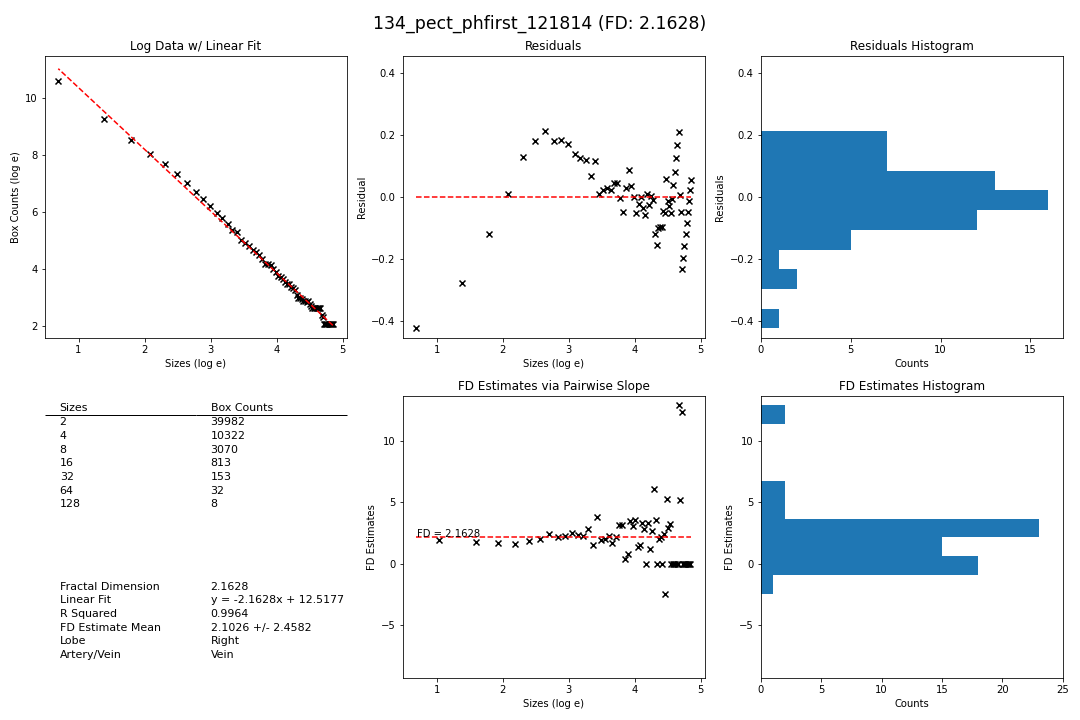 134_pect_phfirst_121814 (FD: 2.1628)
Log Data w/ Linear Fit
Box Counts (log e)
10
8
6
4
2
1 2 3 4 5
Sizes (log e)
Residuals
Residual
0.4
0.2
0.0
−0.2
−0.4
1 2 3 4 5
Sizes (log e)
Residuals Histogram
Residuals
0.4
0.2
0.0
−0.2
−0.4
0 5 10 15
Counts
Sizes Box Counts
2 39982
4 10322
8 3070
16 813
32 153
64 32
128 8
Fractal Dimension 2.1628
Linear Fit y = -2.1628x + 12.5177
R Squared 0.9964
FD Estimate Mean 2.1026 +/- 2.4582
Lobe Right
Artery/Vein Vein
FD Estimates via Pairwise Slope
FD Estimates
10
5
FD = 2.1628
0
−5
1 2 3 4 5
Sizes (log e)
FD Estimates Histogram
FD Estimates
10
5
0
−5
0 5 10 15 20 25
Counts